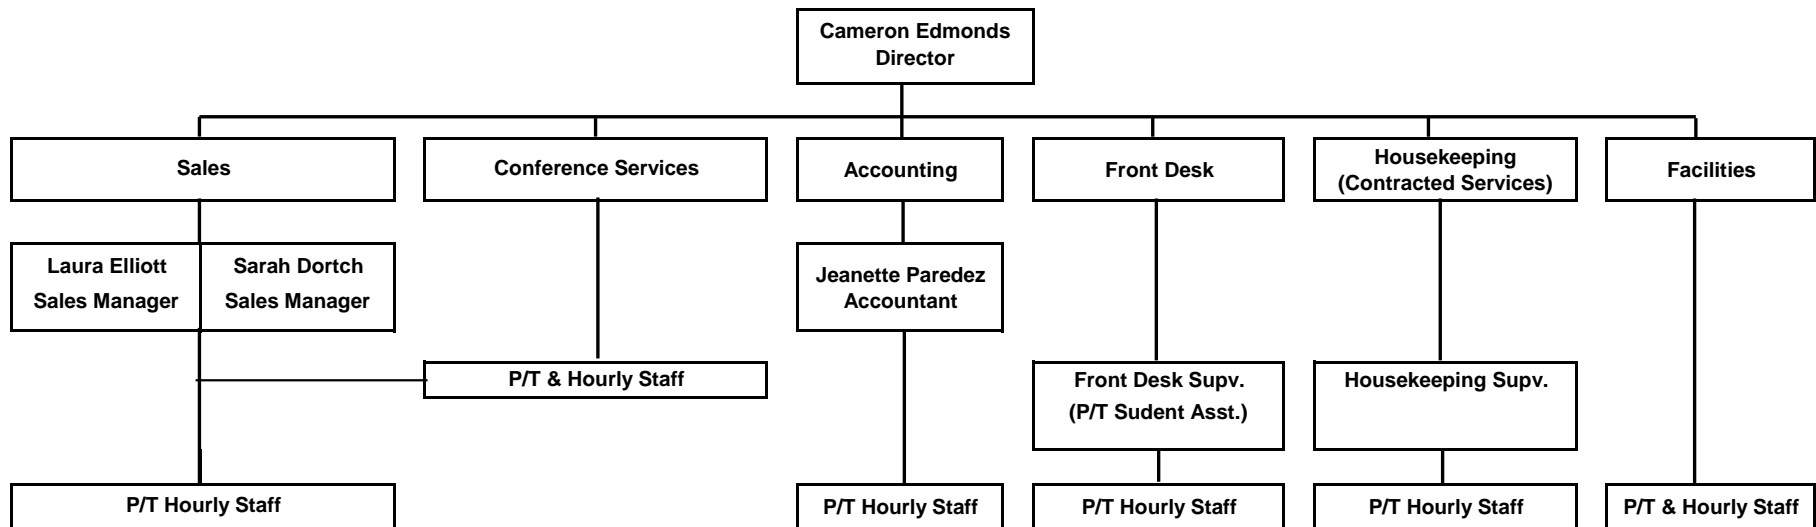 Cameron Edmonds
Director
Sales
Conference Services
Accounting
Front Desk
Housekeeping
(Contracted Services)
Facilities
Laura Elliott
Sales Manager
Sarah Dortch
Sales Manager
Jeanette Paredez
Accountant
P/T & Hourly Staff
Front Desk Supv.
(P/T Sudent Asst.)
Housekeeping Supv.
P/T Hourly Staff
P/T Hourly Staff
P/T Hourly Staff
P/T Hourly Staff
P/T & Hourly Staff